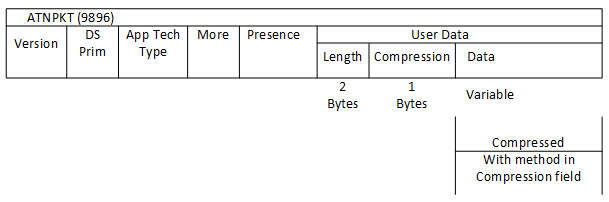 ATNPKT (9896)
Version
DS
Prim
App Tech
Type
More
Presence
User Data
Length
Compression
Data
2
Bytes
1
Bytes
Variable
Compressed
With method in
Compression field